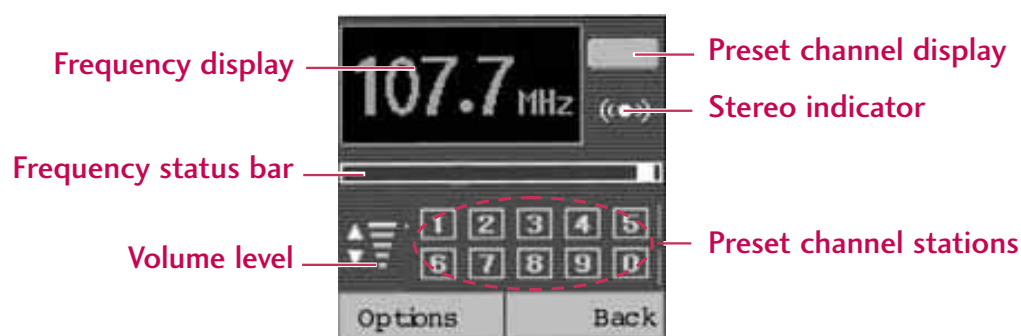 Frequency display
107.7 MHz
Preset channel display
Stereo indicator
Frequency status bar
1 2 3 4 5
6 7 8 9 0
Volume level
Preset channel stations
Options Back